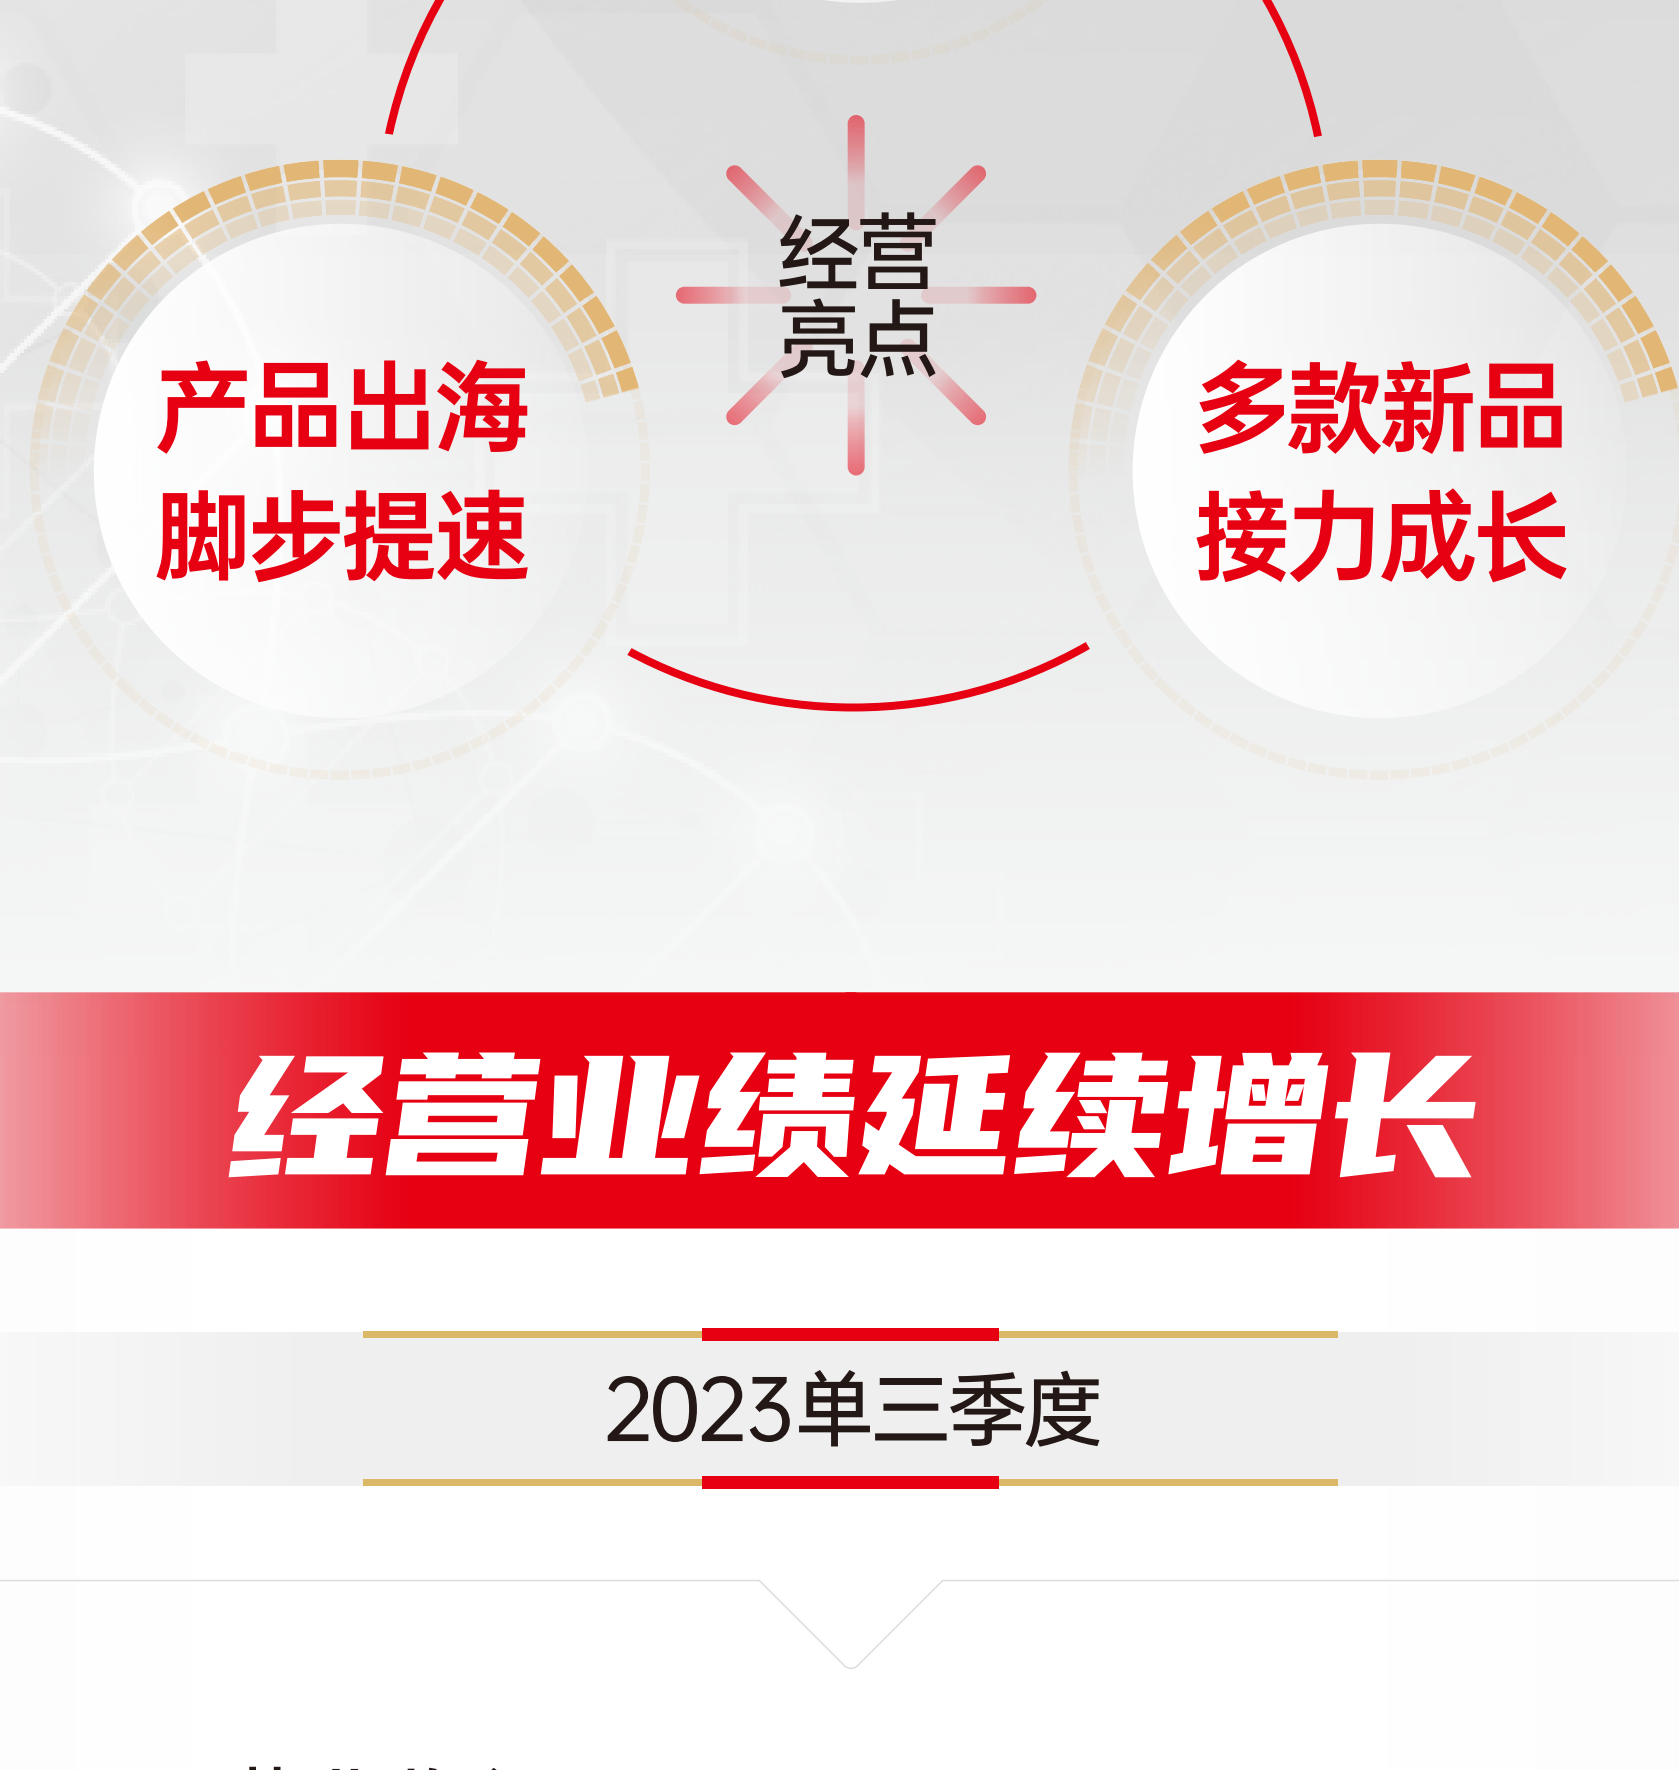 经营
亮点
产品出海
脚步提速
多款新品
接力成长
经营业绩延续增长
2023单三季度